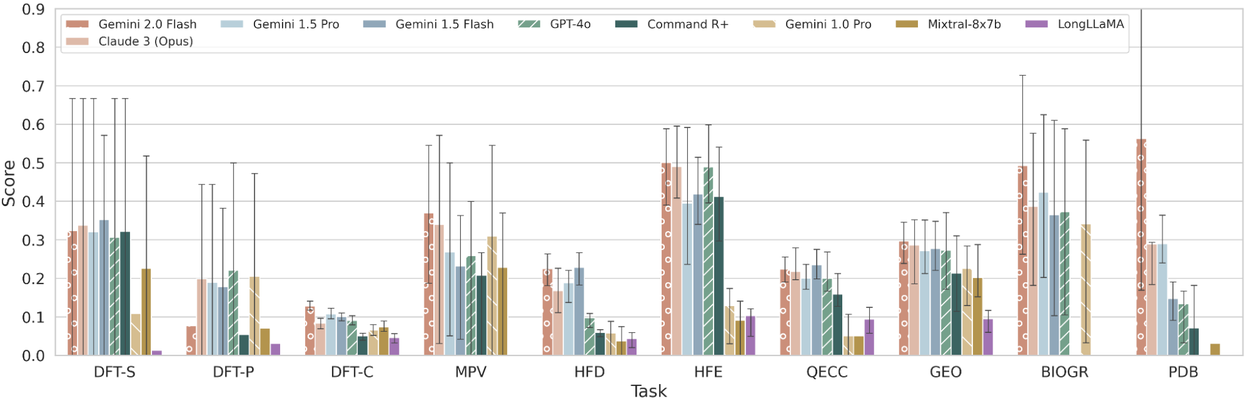 0.9
Gemini 2.0 Flash Gemini 1.5 Pro Gemini 1.5 Flash GPT-4o Command R+ Gemini 1.0 Pro Mixtral-8x7b LongLLaMA
Claude 3 (Opus)
0.8
0.7
0.6
0.5
0.4
0.3
0.2
0.1
0.0
Score
DFT-S DFT-P DFT-C MPV HFD HFE QECC GEO BIOGR PDB
Task